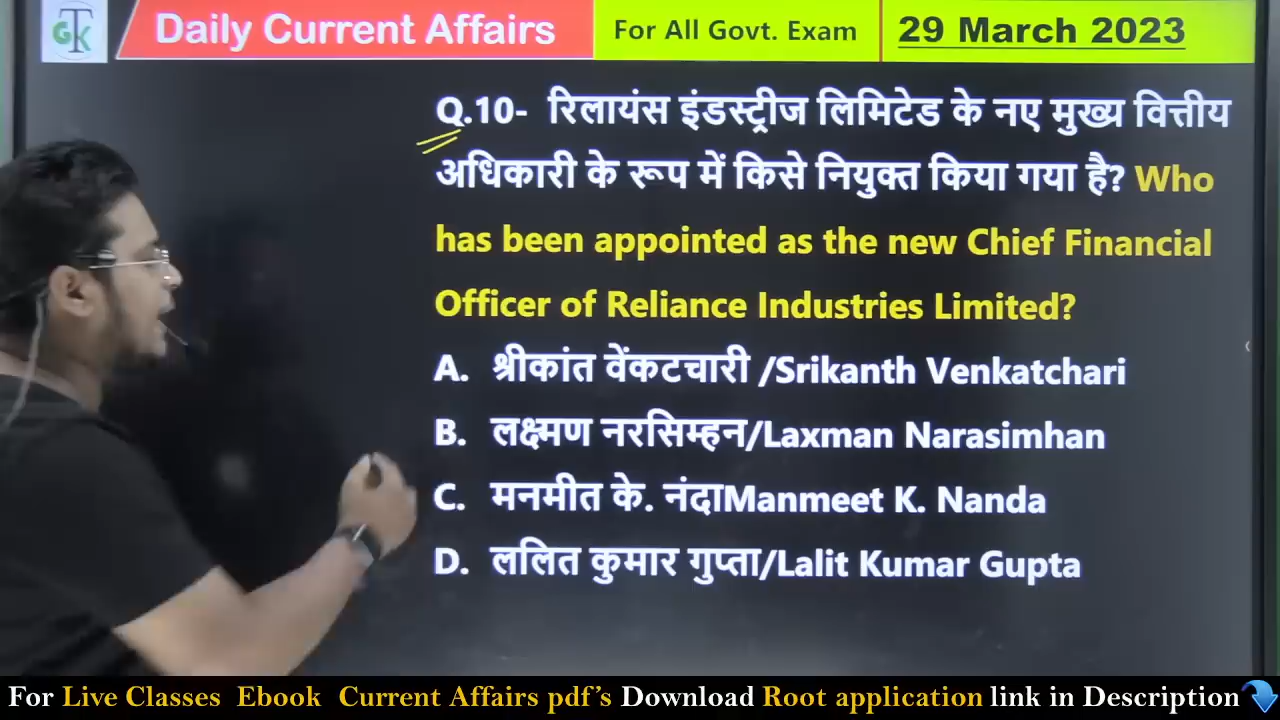 GTK
Daily Current Affairs
For All Govt. Exam
29 March 2023
Q.10- रिलायंस इंडस्ट्रीज लिमिटेड के नए मुख्य वित्तीय
अधिकारी के रूप में किसे नियुक्त किया गया है? Who
has been appointed as the new Chief Financial
Officer of Reliance Industries Limited?
A. श्रीकांत वेंकटचारी /Srikanth Venkatchari
B. लक्ष्मण नरसिम्हन/Laxman Narasimhan
C. मनमीत के. नंदाManmeet K. Nanda
D. ललित कुमार गुप्ता/Lalit Kumar Gupta
For Live Classes Ebook Current Affairs pdf's Download Root application link in Description